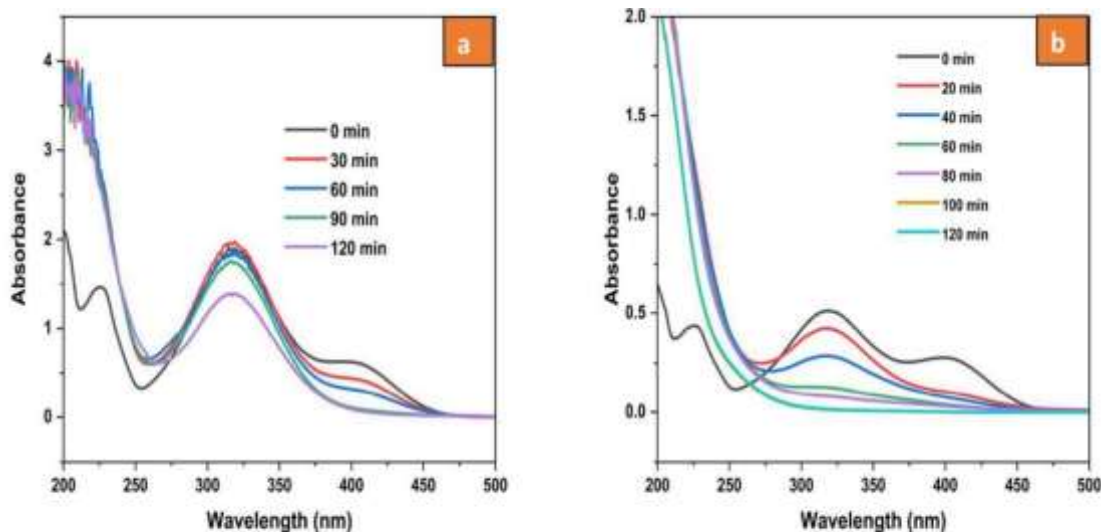 a
4
3
2
1
0
Absorbance
0 min
30 min
60 min
90 min
120 min
200 250 300 350 400 450 500
Wavelength (nm)
b
2.0
1.5
1.0
0.5
0.0
Absorbance
0 min
20 min
40 min
60 min
80 min
100 min
120 min
200 250 300 350 400 450 500
Wavelength (nm)